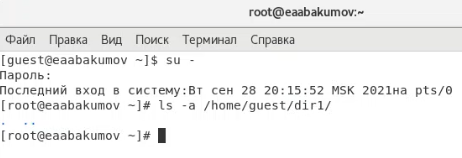 root@eaabakumov:~
Файл Правка Вид Поиск Терминал Справка
[guest@eaabakumov ~]$ su -
Пароль:
Последний вход в систему:Вт сен 28 20:15:52 MSK 2021на pts/0
[root@eaabakumov ~]# ls -a /home/guest/dir1/
.  ..
[root@eaabakumov ~]#